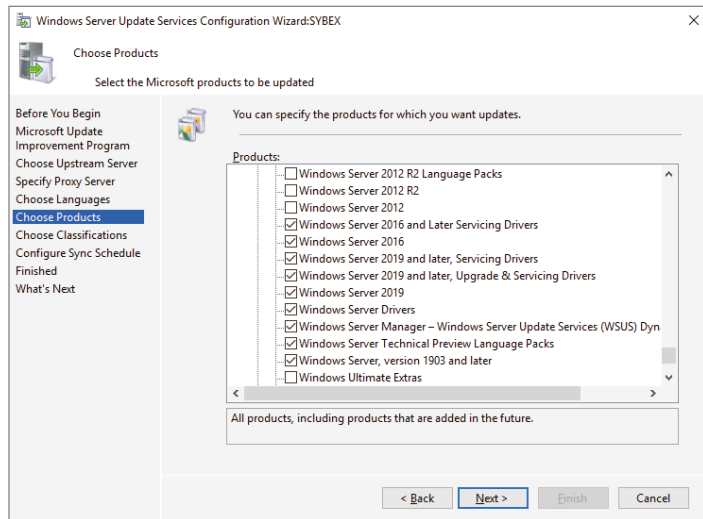 Windows Server Update Services Configuration Wizard:SYBEX
Choose Products
Select the Microsoft products to be updated
Before You Begin
Microsoft Update
Improvement Program
Choose Upstream Server
Specify Proxy Server
Choose Languages
Choose Products
Choose Classifications
Configure Sync Schedule
Finished
What's Next
You can specify the products for which you want updates.
Products:
Windows Server 2012 R2 Language Packs
Windows Server 2012 R2
Windows Server 2012
Windows Server 2016 and Later Servicing Drivers
Windows Server 2016
Windows Server 2019 and later, Servicing Drivers
Windows Server 2019 and later, Upgrade & Servicing Drivers
Windows Server 2019
Windows Server Drivers
Windows Server Manager – Windows Server Update Services (WSUS) Dyn
Windows Server Technical Preview Language Packs
Windows Server, version 1903 and later
Windows Ultimate Extras
All products, including products that are added in the future.
< Back
Next >
Finish
Cancel